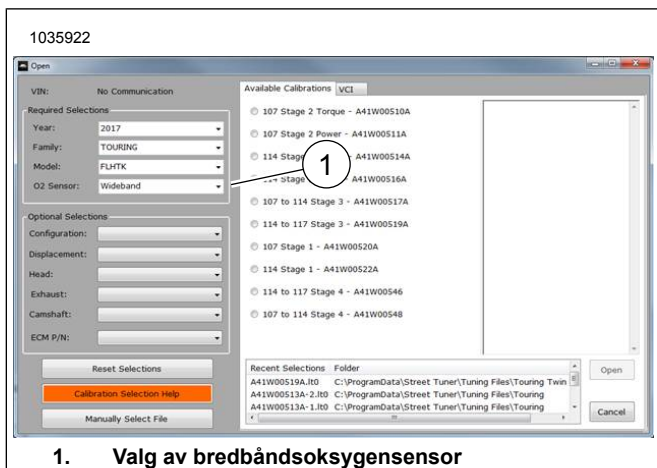 1035922
Open
VIN: No Communication
Required Selections
Year: 2017
Family: TOURING
Model: FLHTK
O2 Sensor: Wideband
Optional Selections
Configuration:
Displacement:
Head:
Exhaust:
Camshaft:
ECM P/N:
Reset Selections
Calibration Selection Help
Manually Select File
Available Calibrations VCI
107 Stage 2 Torque - A41W00510A
107 Stage 2 Power - A41W00511A
114 Stage - A41W00514A
Stage A41W00516A
107 to 114 Stage 3 - A41W00517A
114 to 117 Stage 3 - A41W00519A
107 Stage 1 - A41W00520A
114 Stage 1 - A41W00522A
114 to 117 Stage 4 - A41W00546
107 to 114 Stage 4 - A41W00548
1
Recent Selections Folder
A41W00519A.lt0 C:\ProgramData\Street Tuner\Tuning Files\Touring Twin
A41W00513A-2.lt0 C:\ProgramData\Street Tuner\Tuning Files\Touring
A41W00513A-1.lt0 C:\ProgramData\Street Tuner\Tuning Files\Touring
Open
Cancel
1. Valg av bredbåndsoksygensensor